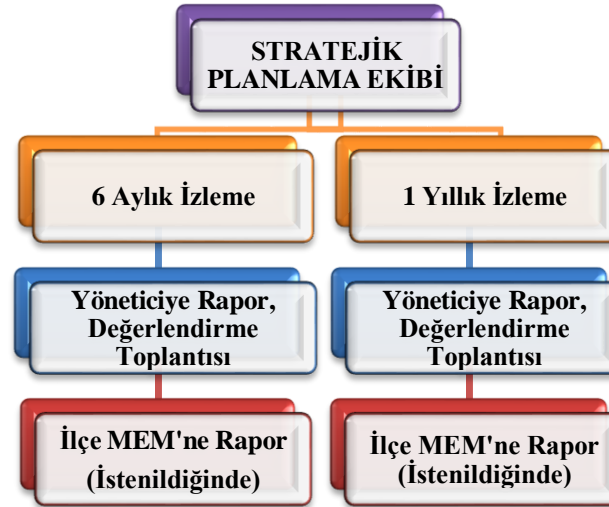 STRATEJİK
PLANLAMA EKİBİ
6 Aylık İzleme
1 Yıllık İzleme
Yöneticiye Rapor,
Değerlendirme
Toplantısı
Yöneticiye Rapor,
Değerlendirme
Toplantısı
İlçe MEM'ne Rapor
(İstenildiğinde)
İlçe MEM'ne Rapor
(İstenildiğinde)